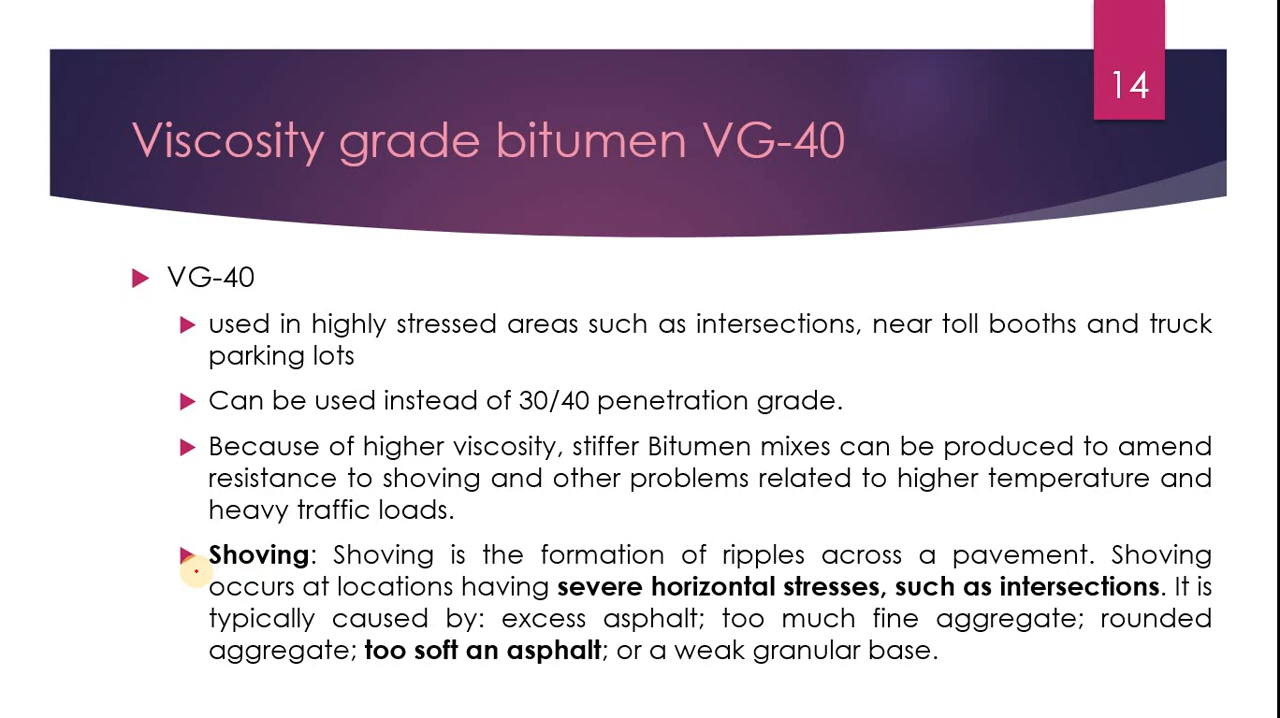 14
Viscosity grade bitumen VG-40
VG-40
used in highly stressed areas such as intersections, near toll booths and truck
parking lots
Can be used instead of 30/40 penetration grade.
Because of higher viscosity, stiffer Bitumen mixes can be produced to amend
resistance to shoving and other problems related to higher temperature and
heavy traffic loads.
Shoving: Shoving is the formation of ripples across a pavement. Shoving
occurs at locations having severe horizontal stresses, such as intersections. It is
typically caused by: excess asphalt; too much fine aggregate; rounded
aggregate; too soft an asphalt; or a weak granular base.